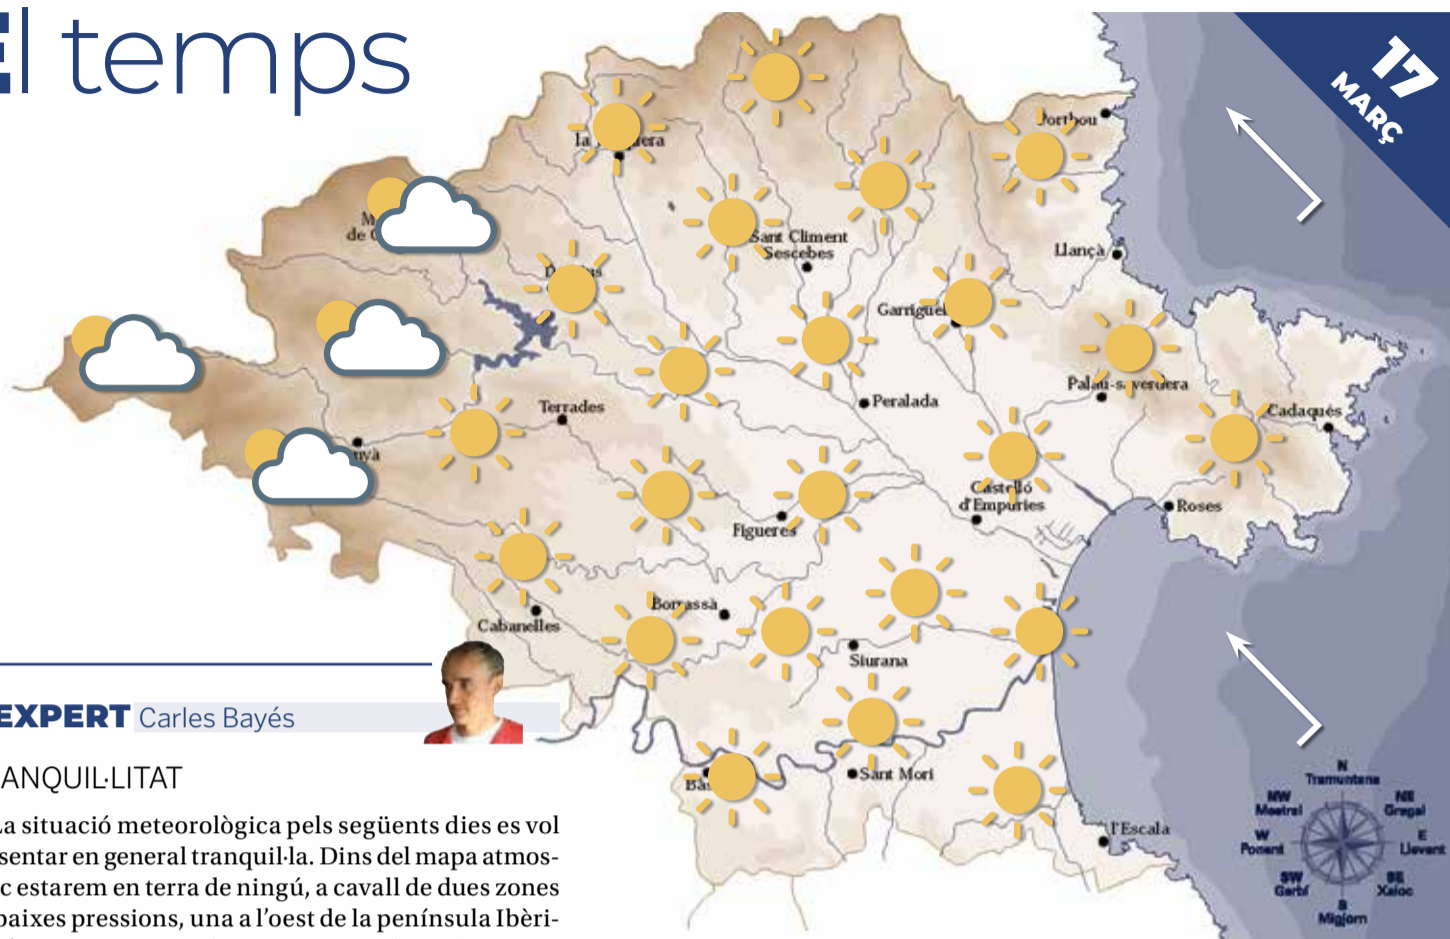 El temps
17
MARÇ
Portbou
Sant Climent
Sescebes
Llançà
Peralada
Terrades
Cadaqués
Castelló
d'Empúries
Roses
Figueres
Borrassà
Cabanelles
Siurana
Sant Mori
l'Escala
N
Tramuntana
NW
Mestral
NE
Gregal
W
Ponent
E
Llevant
SW
Garbí
SE
Xaloc
S
Migjorn
EXPERT Carles Bayés
ANQUIL·LITAT
La situació meteorològica pels següents dies es vol
sentar en general tranquil·la. Dins del mapa atmos-
c estarem en terra de ningú, a cavall de dues zones
baixes pressions, una a l'oest de la península Ibèri-